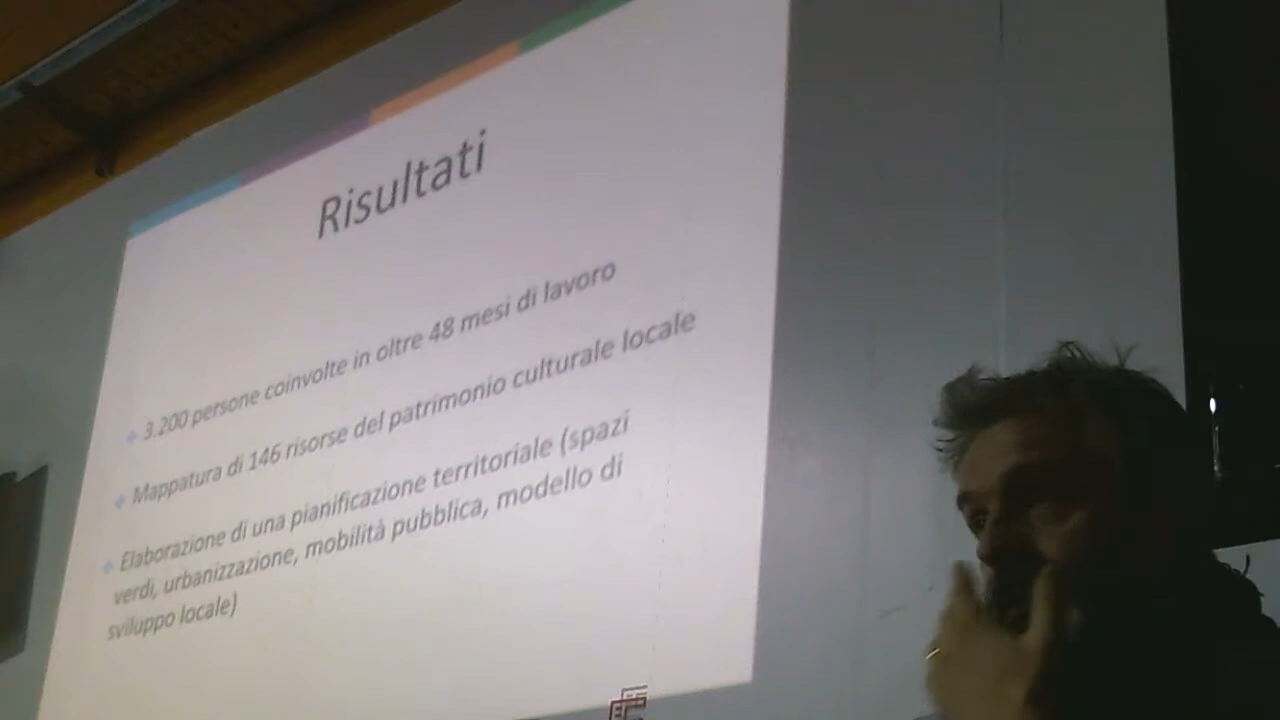 Risultati
3.200 persone coinvolte in oltre 48 mesi di lavoro
Mappatura di 146 risorse del patrimonio culturale locale
Elaborazione di una pianificazione territoriale (spazi
verdi, urbanizzazione, mobilità pubblica, modello di
sviluppo locale)